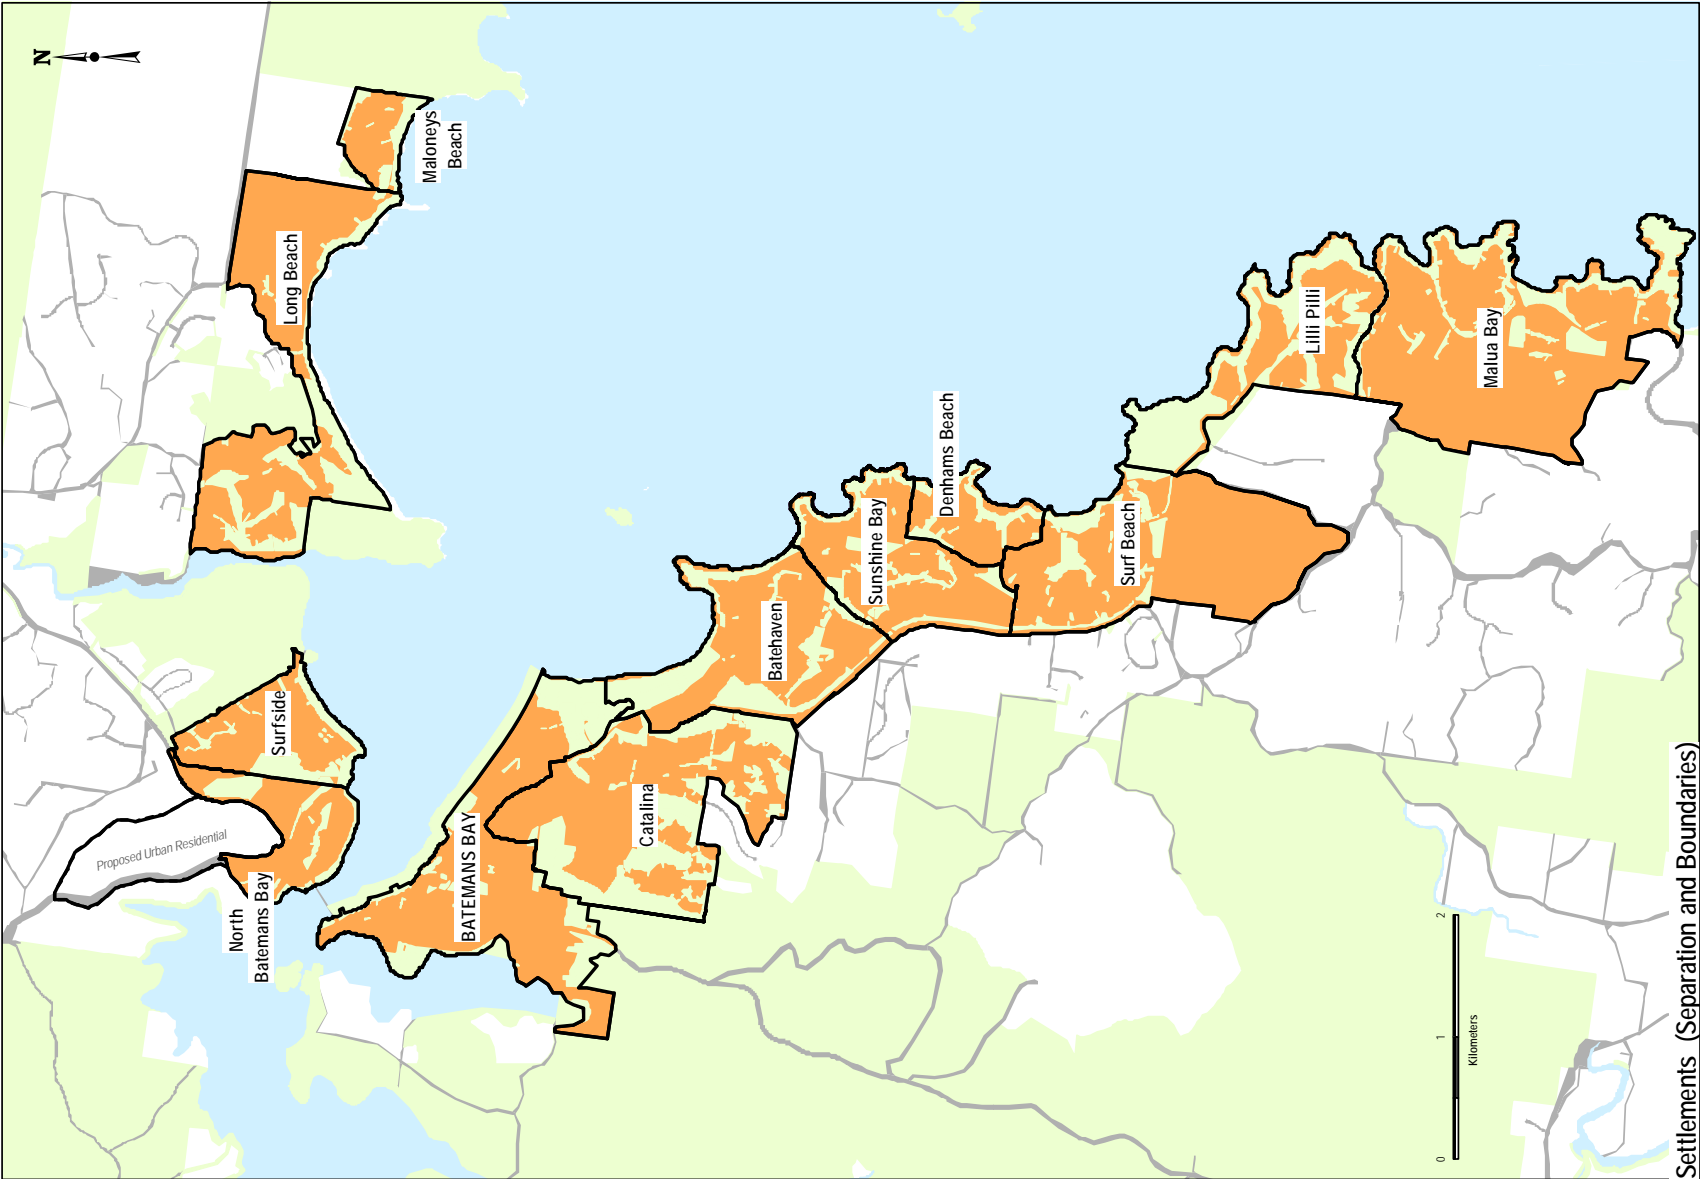 Settlements (Separation and Boundaries)
N
Maloneys
Beach
Long Beach
Surfside
Proposed Urban Residential
North
Batemans Bay
BATEMANS BAY
Catalina
Batehaven
Sunshine Bay
Denhams Beach
Surf Beach
Lilli Pilli
Malua Bay
0 1 2
Kilometers